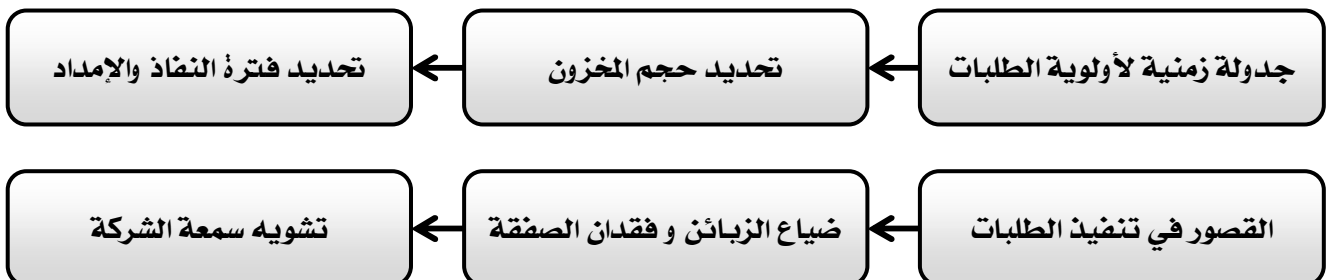 جدولة زمنية لأولوية الطلبات
تحديد حجم المخزون
تحديد فترة النفاذ والإمداد
القصور في تنفيذ الطلبات
ضياع الزبائن و فقدان الصفقة
تشويه سمعة الشركة